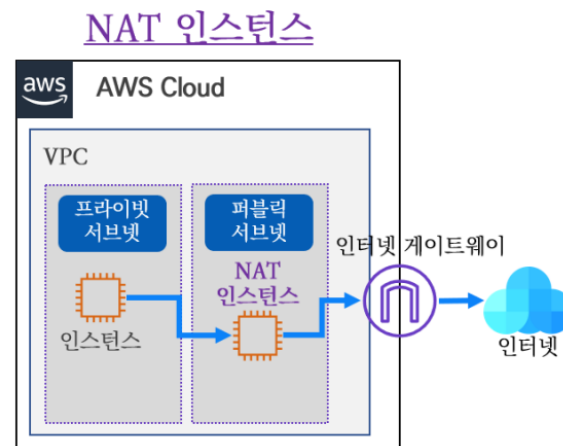 NAT 인스턴스
aws
AWS Cloud
VPC
프라이빗
서브넷
퍼블릭
서브넷
인터넷 게이트웨이
NAT
인스턴스
인스턴스
인터넷